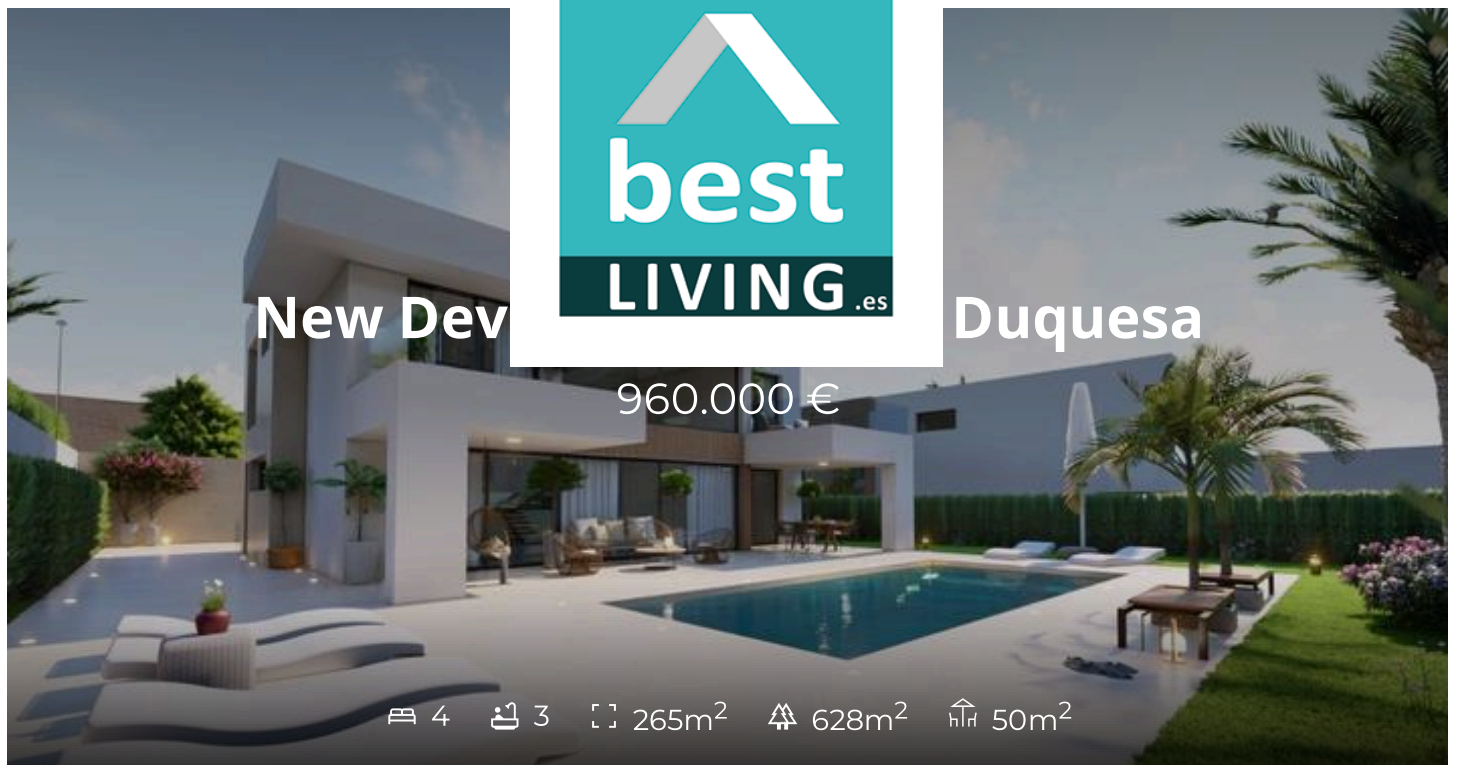 best
LIVING.es
New Dev Duquesa
960.000 €
4 3 265m² 628m² 50m²